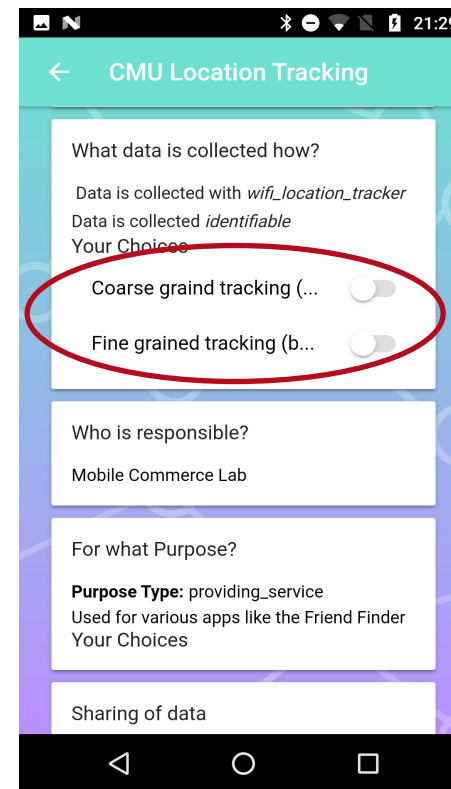 21:29
CMU Location Tracking
What data is collected how?
Data is collected with wifi_location_tracker
Data is collected identifiable
Your Choices
Coarse graind tracking (...
Fine grained tracking (b...
Who is responsible?
Mobile Commerce Lab
For what Purpose?
Purpose Type: providing_service
Used for various apps like the Friend Finder
Your Choices
Sharing of data